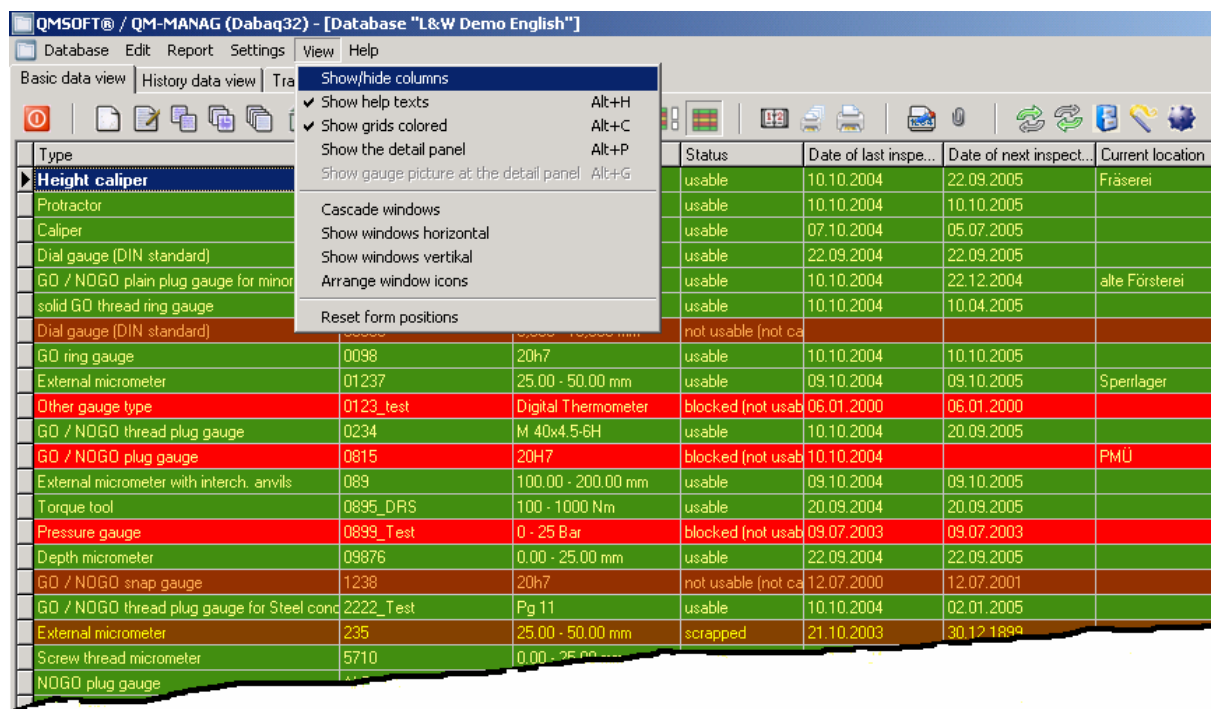 QMSOFT® / QM-MANAG (Dabaq32) - [Database "L&W Demo English"]
Database Edit Report Settings View Help
Basic data view History data view Tra
Show/hide columns
Show help texts Alt+H
Show grids colored Alt+C
Show the detail panel Alt+P
Show gauge picture at the detail panel Alt+G
Cascade windows
Show windows horizontal
Show windows vertikal
Arrange window icons
Reset form positions
Type Status Date of last inspe... Date of next inspect... Current location
Height caliper usable 10.10.2004 22.09.2005 Fräserei
Protractor usable 10.10.2004 10.10.2005
Caliper usable 07.10.2004 05.07.2005
Dial gauge (DIN standard) usable 22.09.2004 22.09.2005
GO / NOGO plain plug gauge for minor usable 10.10.2004 22.12.2004 alte Försterei
solid GO thread ring gauge usable 10.10.2004 10.04.2005
Dial gauge (DIN standard) not usable (not ca
GO ring gauge 0098 20h7 usable 10.10.2004 10.10.2005
External micrometer 01237 25.00 - 50.00 mm usable 09.10.2004 09.10.2005 Sperrlager
Other gauge type 0123_test Digital Thermometer blocked (not usab 06.01.2000 06.01.2000
GO / NOGO thread plug gauge 0234 M 40x4.5-6H usable 10.10.2004 20.09.2005
GO / NOGO plug gauge 0815 20H7 blocked (not usab 10.10.2004 PMÜ
External micrometer with interch. anvils 089 100.00 - 200.00 mm usable 09.10.2004 09.10.2005
Torque tool 0895_DRS 100 - 1000 Nm usable 20.09.2004 20.09.2005
Pressure gauge 0899_Test 0 - 25 Bar blocked (not usab 09.07.2003 09.07.2003
Depth micrometer 09876 0.00 - 25.00 mm usable 22.09.2004 22.09.2005
GO / NOGO snap gauge 1238 20h7 not usable (not ca 12.07.2000 12.07.2001
GO / NOGO thread plug gauge for Steel conc 2222_Test Pg 11 usable 10.10.2004 02.01.2005
External micrometer 235 25.00 - 50.00 mm scrapped 21.10.2003 30.12.1899
Screw thread micrometer 5710 0.00 - 25.00
NOGO plug gauge